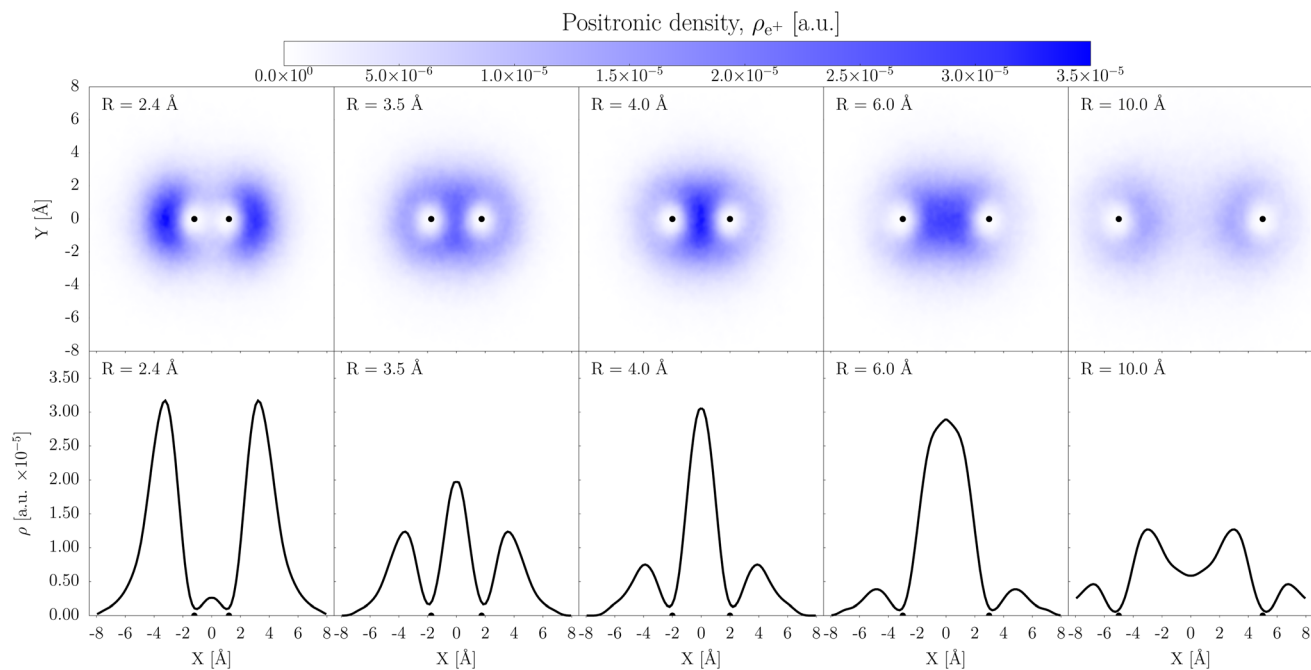 Positronic density, ρe+ [a.u.]
0.0×10⁰ 5.0×10⁻⁶ 1.0×10⁻⁵ 1.5×10⁻⁵ 2.0×10⁻⁵ 2.5×10⁻⁵ 3.0×10⁻⁵ 3.5×10⁻⁵
R = 2.4 Å R = 3.5 Å R = 4.0 Å R = 6.0 Å R = 10.0 Å
Y [Å]
8
6
4
2
0
-2
-4
-6
-8
R = 2.4 Å R = 3.5 Å R = 4.0 Å R = 6.0 Å R = 10.0 Å
ρ [a.u. ×10⁻⁵]
3.50
3.00
2.50
2.00
1.50
1.00
0.50
0.00
-8 -6 -4 -2 0 2 4 6 8 -8 -6 -4 -2 0 2 4 6 8 -8 -6 -4 -2 0 2 4 6 8 -8 -6 -4 -2 0 2 4 6 8 -8 -6 -4 -2 0 2 4 6 8
X [Å] X [Å] X [Å] X [Å] X [Å]